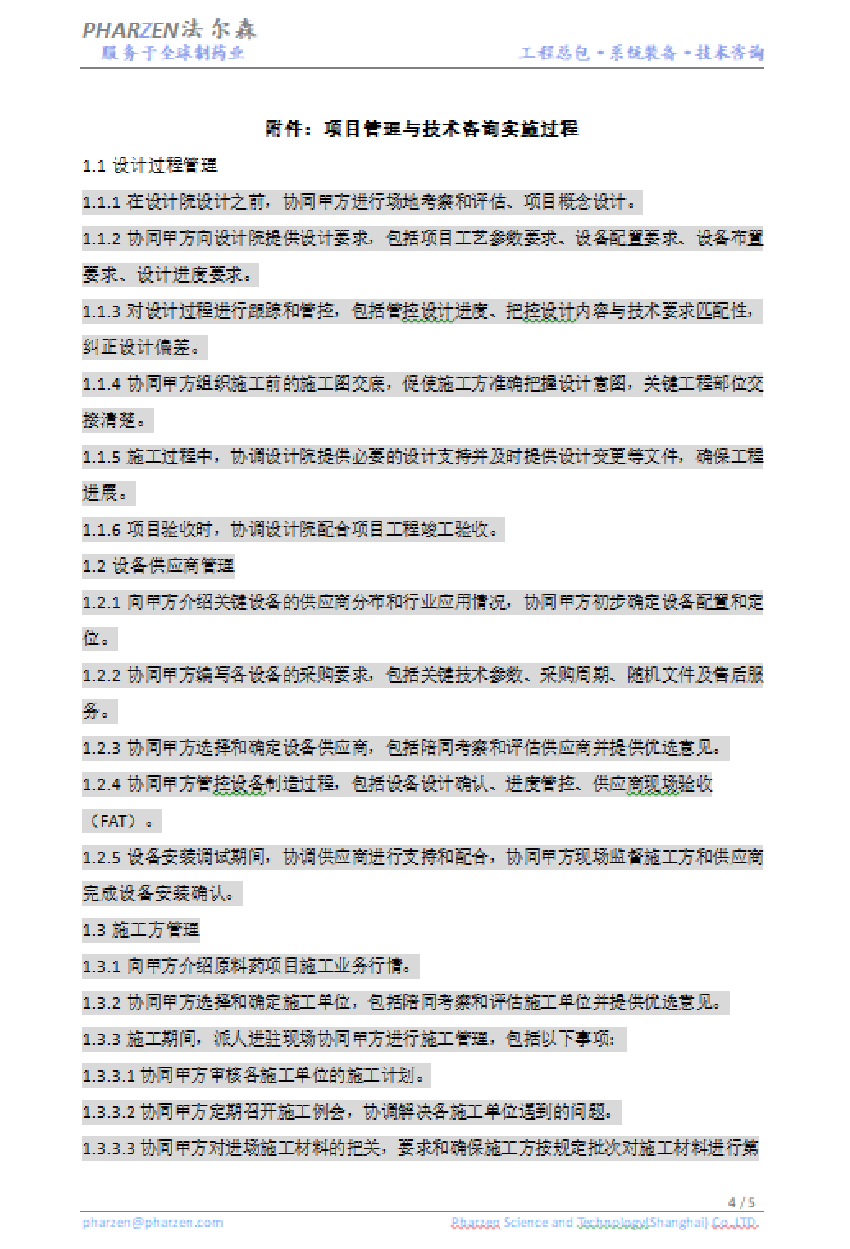 PHARZEN法尔森
服务于全球制药业
工程总包·系统装备·技术咨询
附件：项目管理与技术咨询实施过程
1.1 设计过程管理
1.1.1 在设计院设计之前，协同甲方进行场地考察和评估、项目概念设计。
1.1.2 协同甲方向设计院提供设计要求，包括项目工艺参数要求、设备配置要求、设备布置
要求、设计进度要求。
1.1.3 对设计过程进行跟踪和管控，包括管控设计进度、把控设计内容与技术要求匹配性，
纠正设计偏差。
1.1.4 协同甲方组织施工前的施工图交底，促使施工方准确把握设计意图，关键工程部位交
接清楚。
1.1.5 施工过程中，协调设计院提供必要的设计支持并及时提供设计变更等文件，确保工程
进展。
1.1.6 项目验收时，协调设计院配合项目工程竣工验收。
1.2 设备供应商管理
1.2.1 向甲方介绍关键设备的供应商分布和行业应用情况，协同甲方初步确定设备配置和定
位。
1.2.2 协同甲方编写各设备的采购要求，包括关键技术参数、采购周期、随机文件及售后服
务。
1.2.3 协同甲方选择和确定设备供应商，包括陪同考察和评估供应商并提供优选意见。
1.2.4 协同甲方管控设备制造过程，包括设备设计确认、进度管控、供应商现场验收
（FAT）。
1.2.5 设备安装调试期间，协调供应商进行支持和配合，协同甲方现场监督施工方和供应商
完成设备安装确认。
1.3 施工方管理
1.3.1 向甲方介绍原料药项目施工业务行情。
1.3.2 协同甲方选择和确定施工单位，包括陪同考察和评估施工单位并提供优选意见。
1.3.3 施工期间，派人进驻现场协同甲方进行施工管理，包括以下事项：
1.3.3.1 协同甲方审核各施工单位的施工计划。
1.3.3.2 协同甲方定期召开施工例会，协调解决各施工单位遇到的问题。
1.3.3.3 协同甲方对进场施工材料的把关，要求和确保施工方按规定批次对施工材料进行第
4 / 5
pharzen@pharzen.com
Pharzen Science and Technology(Shanghai) Co.,LTD.